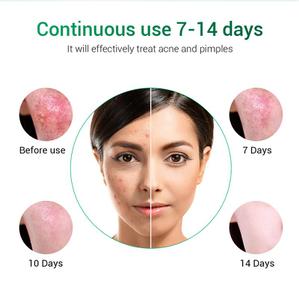 Continuous use 7-14 days
It will effectively treat acne and pimples
Before use
7 Days
10 Days
14 Days